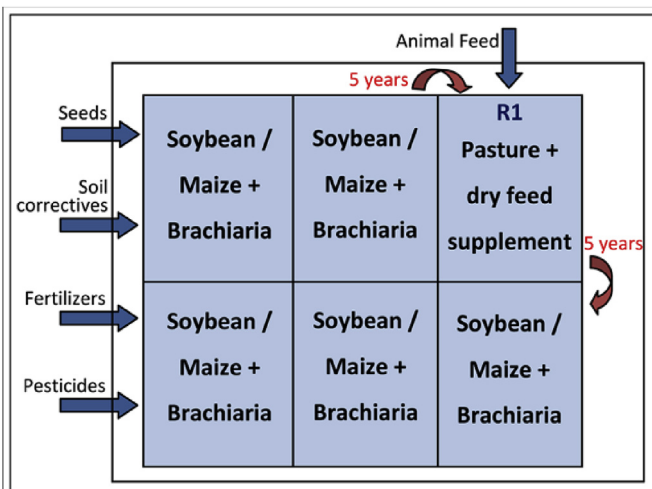 Animal Feed
5 years
Seeds
Soil
correctives
Fertilizers
Pesticides
Soybean /
Maize +
Brachiaria
Soybean /
Maize +
Brachiaria
R1
Pasture +
dry feed
supplement
5 years
Soybean /
Maize +
Brachiaria
Soybean /
Maize +
Brachiaria
Soybean /
Maize +
Brachiaria